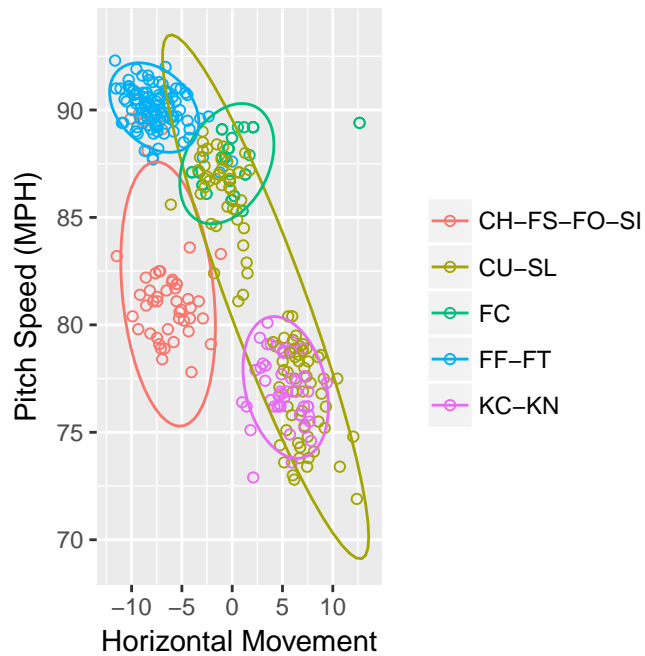 Pitch Speed (MPH)
90
85
80
75
70
−10 −5 0 5 10
Horizontal Movement
CH−FS−FO−SI
CU−SL
FC
FF−FT
KC−KN